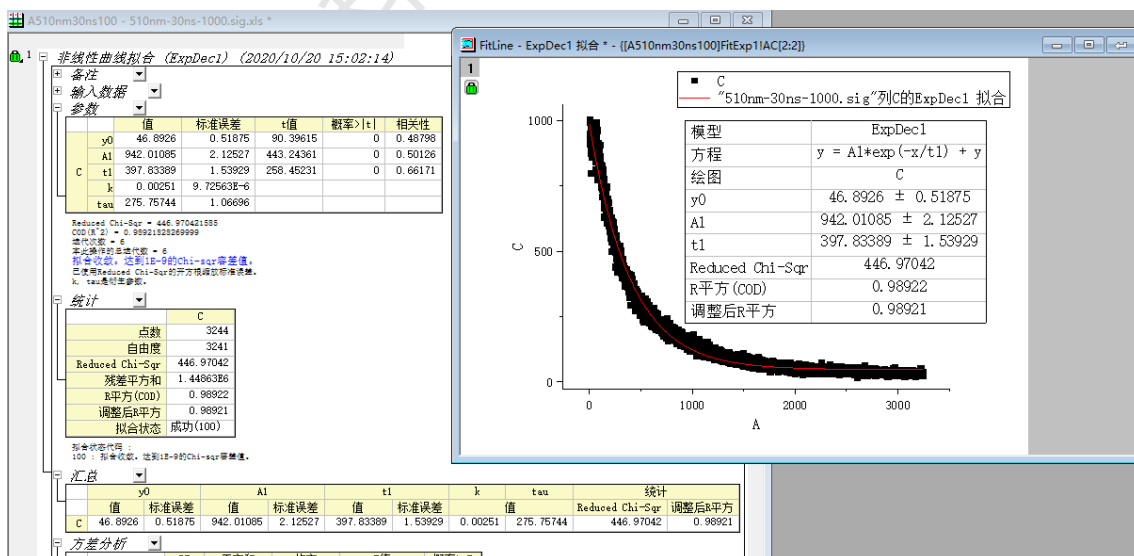 A510nm30ns100 - 510nm-30ns-1000.sig.xls *
1
非线性曲线拟合 (ExpDec1) (2020/10/20 15:02:14)
备注
输入数据
参数
值 标准误差 t值 概率>|t| 相关性
y0 46.8926 0.51875 90.39615 0 0.48798
A1 942.01085 2.12527 443.24361 0 0.50126
C t1 397.83389 1.53929 258.45231 0 0.66171
k 0.00251 9.72563E-6
tau 275.75744 1.06696
Reduced Chi-Sqr = 446.970421585
COD(R^2) = 0.98921828269999
迭代次数 = 6
本此操作的总迭代数 = 6
拟合收敛。达到1E-9的Chi-sqr容差值。
已使用Reduced Chi-Sqr的开方根缩放标准误差。
k, tau是衍生参数。
统计
C
点数 3244
自由度 3241
Reduced Chi-Sqr 446.97042
残差平方和 1.44863E6
R平方(COD) 0.98922
调整后R平方 0.98921
拟合状态 成功(100)
拟合状态代码 :
100 : 拟合收敛。达到1E-9的Chi-sqr容差值。
汇总
y0 A1 t1 k tau 统计
值 标准误差 值 标准误差 值 标准误差 值 Reduced Chi-Sqr 调整后R平方
C 46.8926 0.51875 942.01085 2.12527 397.83389 1.53929 0.00251 275.75744 446.97042 0.98921
方差分析
FitLine - ExpDec1 拟合 * - {[A510nm30ns100]FitExp1!AC[2:2]}
1
C
"510nm-30ns-1000.sig"列C的ExpDec1 拟合
模型 ExpDec1
方程 y = A1*exp(-x/t1) + y
绘图 C
y0 46.8926 ± 0.51875
A1 942.01085 ± 2.12527
t1 397.83389 ± 1.53929
Reduced Chi-Sqr 446.97042
R平方(COD) 0.98922
调整后R平方 0.98921
1000
500
0
C
0 1000 2000 3000
A